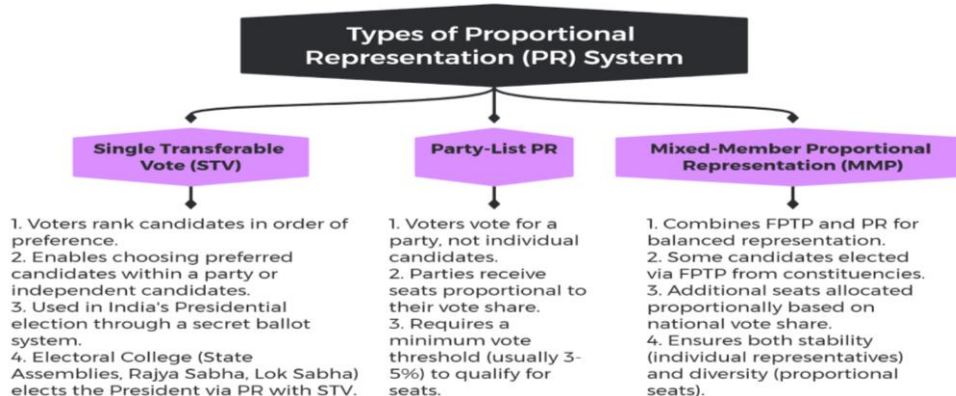 Types of Proportional
Representation (PR) System
Single Transferable
Vote (STV)
1. Voters rank candidates in order of
preference.
2. Enables choosing preferred
candidates within a party or
independent candidates.
3. Used in India's Presidential
election through a secret ballot
system.
4. Electoral College (State
Assemblies, Rajya Sabha, Lok Sabha)
elects the President via PR with STV.
Party-List PR
1. Voters vote for a
party, not individual
candidates.
2. Parties receive
seats proportional to
their vote share.
3. Requires a
minimum vote
threshold (usually 3-
5%) to qualify for
seats.
Mixed-Member Proportional
Representation (MMP)
1. Combines FPTP and PR for
balanced representation.
2. Some candidates elected
via FPTP from constituencies.
3. Additional seats allocated
proportionally based on
national vote share.
4. Ensures both stability
(individual representatives)
and diversity (proportional
seats).